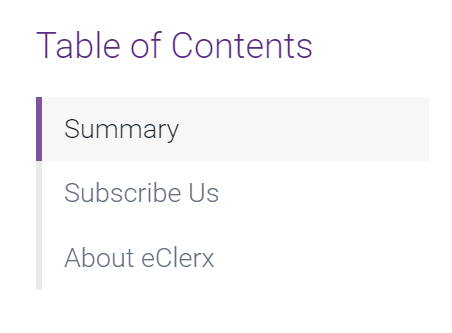 Table of Contents
Summary
Subscribe Us
About eClerx